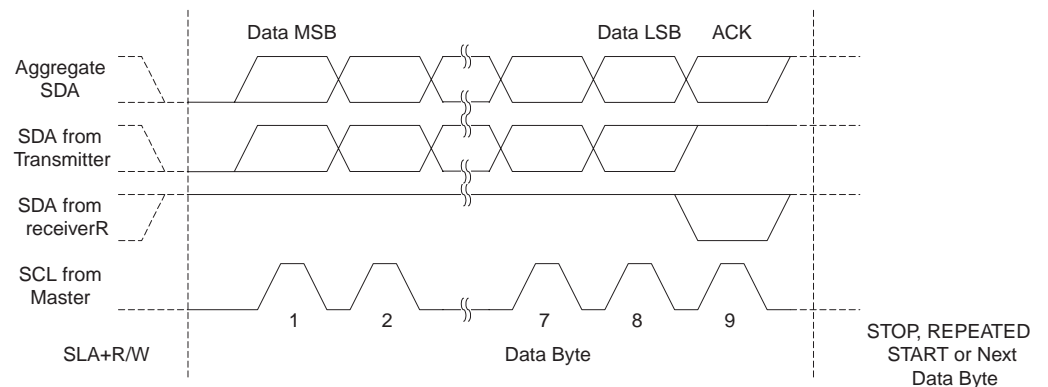 Data MSB
Data LSB
ACK
Aggregate
SDA
SDA from
Transmitter
SDA from
receiverR
SCL from
Master
1
2
7
8
9
SLA+R/W
Data Byte
STOP, REPEATED
START or Next
Data Byte